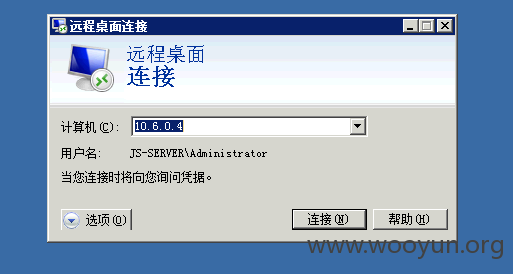 远程桌面连接
远程桌面
连接
计算机(C): 10.6.0.4
用户名: JS-SERVER\Administrator
当您连接时将向您询问凭据。
选项(O) 连接(N) 帮助(H)
www.wooyun.org